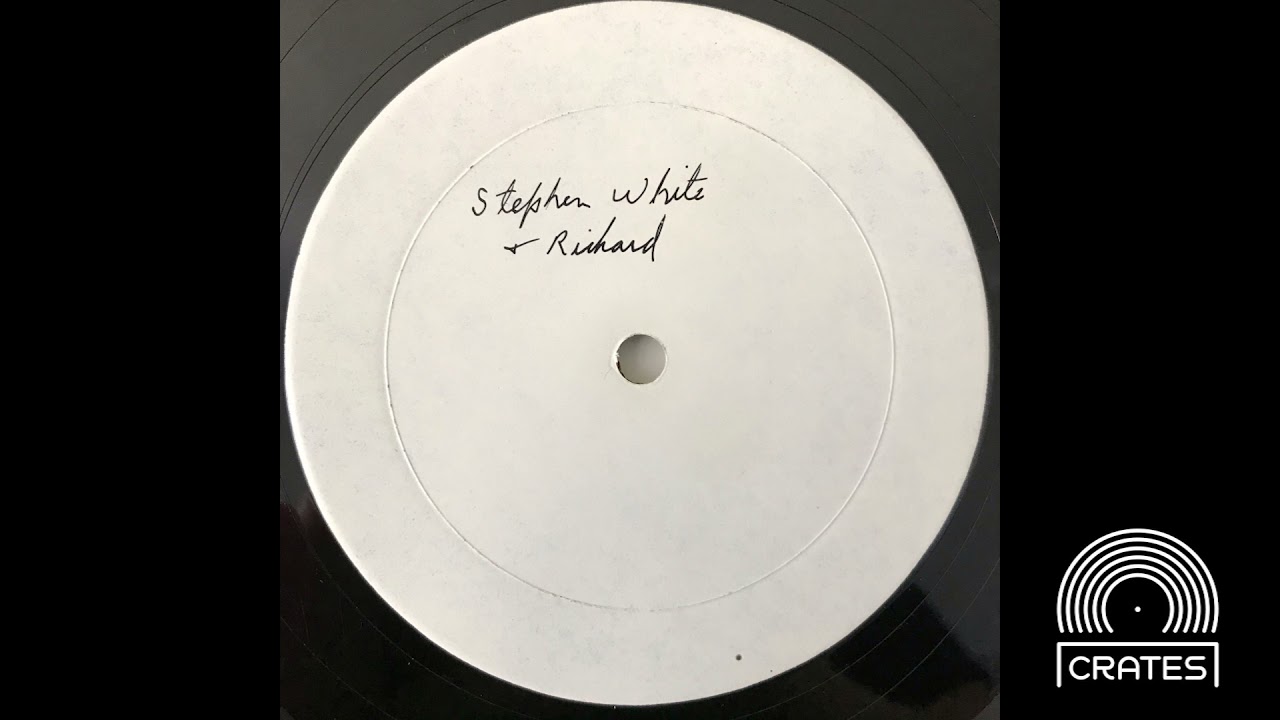 Stephen White
+ Richard
CRATES